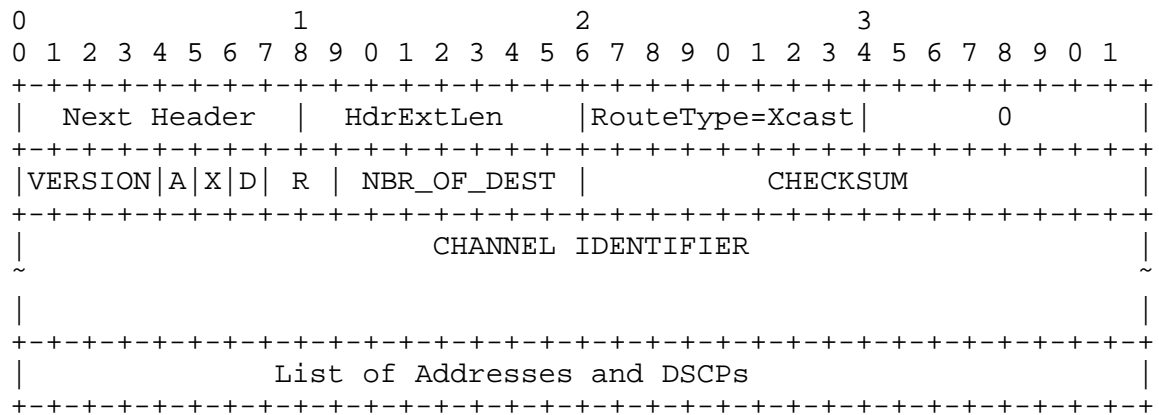 0                   1                   2                   3
0 1 2 3 4 5 6 7 8 9 0 1 2 3 4 5 6 7 8 9 0 1 2 3 4 5 6 7 8 9 0 1
+-+-+-+-+-+-+-+-+-+-+-+-+-+-+-+-+-+-+-+-+-+-+-+-+-+-+-+-+-+-+-+-+
|  Next Header  |  HdrExtLen    |RouteType=Xcast|       0       |
+-+-+-+-+-+-+-+-+-+-+-+-+-+-+-+-+-+-+-+-+-+-+-+-+-+-+-+-+-+-+-+-+
|VERSION|A|X|D| R | NBR_OF_DEST |          CHECKSUM             |
+-+-+-+-+-+-+-+-+-+-+-+-+-+-+-+-+-+-+-+-+-+-+-+-+-+-+-+-+-+-+-+-+
|                       CHANNEL IDENTIFIER                      |
~                                                               ~
|                                                               |
+-+-+-+-+-+-+-+-+-+-+-+-+-+-+-+-+-+-+-+-+-+-+-+-+-+-+-+-+-+-+-+-+
|              List of Addresses and DSCPs                      |
+-+-+-+-+-+-+-+-+-+-+-+-+-+-+-+-+-+-+-+-+-+-+-+-+-+-+-+-+-+-+-+-+